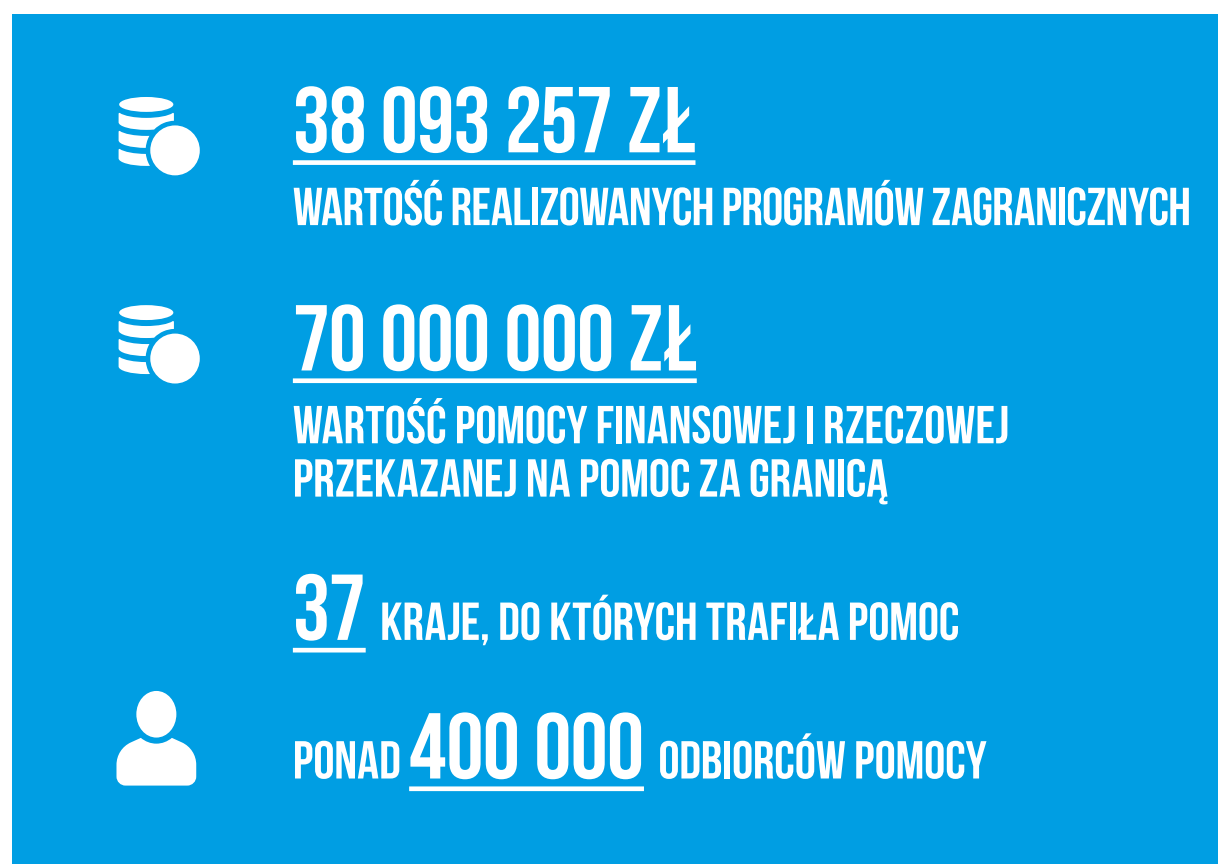 38 093 257 ZŁ
WARTOŚĆ REALIZOWANYCH PROGRAMÓW ZAGRANICZNYCH
70 000 000 ZŁ
WARTOŚĆ POMOCY FINANSOWEJ I RZECZOWEJ
PRZEKAZANEJ NA POMOC ZA GRANICĄ
37 KRAJE, DO KTÓRYCH TRAFIŁA POMOC
PONAD 400 000 ODBIORCÓW POMOCY